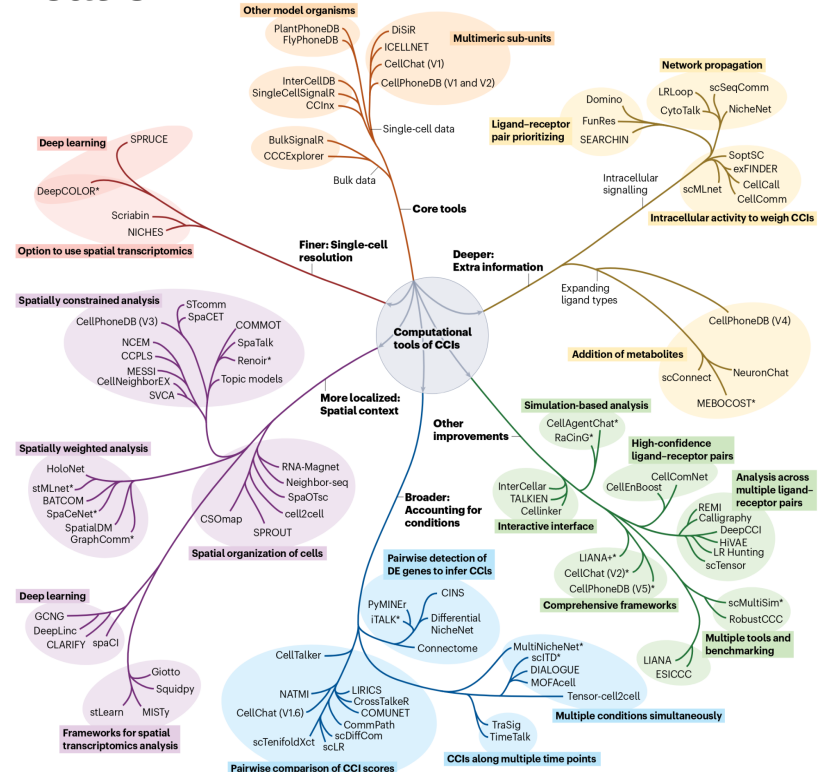 Other model organisms
PlantPhoneDB
FlyPhoneDB
DiSiR
ICELLNET
CellChat (V1)
CellPhoneDB (V1 and V2)
Multimeric sub-units
InterCellDB
SingleCellSignalR
CCInx
Single-cell data
BulkSignalR
CCCExplorer
Bulk data
Core tools
Network propagation
LRLoop
scSeqComm
CytoTalk
NicheNet
Domino
FunRes
SEARCHIN
Ligand–receptor
pair prioritizing
SoptSC
exFINDER
CellCall
CellComm
scMLnet
Intracellular
signalling
Intracellular activity to weigh CCIs
Deeper:
Extra information
Expanding
ligand types
CellPhoneDB (V4)
Addition of metabolites
scConnect
NeuronChat
MEBOCOST*
Deep learning
SPRUCE
DeepCOLOR*
Scriabin
NICHES
Option to use spatial transcriptomics
Finer: Single-cell
resolution
Computational
tools of CCIs
Spatially constrained analysis
STcomm
SpaCET
CellPhoneDB (V3)
COMMOT
NCEM
SpaTalk
CCPLS
Renoir*
MESSI
CellNeighborEX
Topic models
SVCA
More localized:
Spatial context
Spatially weighted analysis
HoloNet
stMLnet*
BATCOM
SpaCeNet*
SpatialDM
GraphComm*
RNA-Magnet
Neighbor-seq
SpaOTsc
cell2cell
CSOmap
SPROUT
Spatial organization of cells
Deep learning
GCNG
DeepLinc
CLARIFY
spaCI
Giotto
Squidpy
stLearn
MISTy
Frameworks for spatial
transcriptomics analysis
Other
improvements
Simulation-based analysis
CellAgentChat*
RaCinG*
High-confidence
ligand–receptor pairs
CellComNet
CellEnBoost
InterCellar
TALKIEN
Cellinker
Interactive interface
Analysis across
multiple ligand–
receptor pairs
REMI
Calligraphy
DeepCCI
HiVAE
LR Hunting
scTensor
LIANA+*
CellChat (V2)*
CellPhoneDB (V5)*
Comprehensive frameworks
scMultiSim*
RobustCCC
Multiple tools and
benchmarking
LIANA
ESICCC
Broader:
Accounting for
conditions
Pairwise detection of
DE genes to infer CCIs
CINS
PyMINEr
iTALK*
Differential
NicheNet
Connectome
CellTalker
NATMI
CellChat (V1.6)
scTenifoldXct
LIRICS
CrossTalkeR
COMUNET
CommPath
scDiffCom
scLR
Pairwise comparison of CCI scores
MultiNicheNet*
scITD*
DIALOGUE
MOFAcell
Tensor-cell2cell
Multiple conditions simultaneously
TraSig
TimeTalk
CCIs along multiple time points